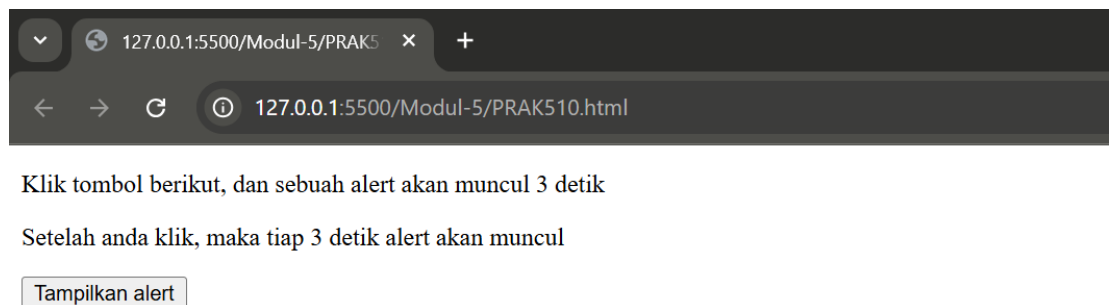 127.0.0.1:5500/Modul-5/PRAK5
127.0.0.1:5500/Modul-5/PRAK510.html
Klik tombol berikut, dan sebuah alert akan muncul 3 detik
Setelah anda klik, maka tiap 3 detik alert akan muncul
Tampilkan alert